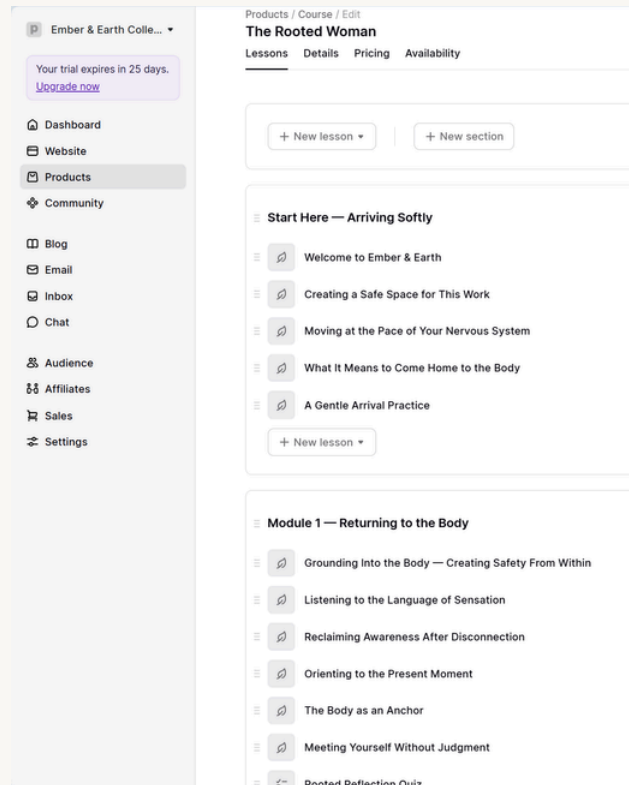 P
Ember & Earth Colle...
Your trial expires in 25 days.
Upgrade now
Dashboard
Website
Products
Community
Blog
Email
Inbox
Chat
Audience
Affiliates
Sales
Settings
Products / Course / Edit
The Rooted Woman
Lessons Details Pricing Availability
+ New lesson + New section
Start Here — Arriving Softly
Welcome to Ember & Earth
Creating a Safe Space for This Work
Moving at the Pace of Your Nervous System
What It Means to Come Home to the Body
A Gentle Arrival Practice
+ New lesson
Module 1 — Returning to the Body
Grounding Into the Body — Creating Safety From Within
Listening to the Language of Sensation
Reclaiming Awareness After Disconnection
Orienting to the Present Moment
The Body as an Anchor
Meeting Yourself Without Judgment
Rooted Reflection Quiz